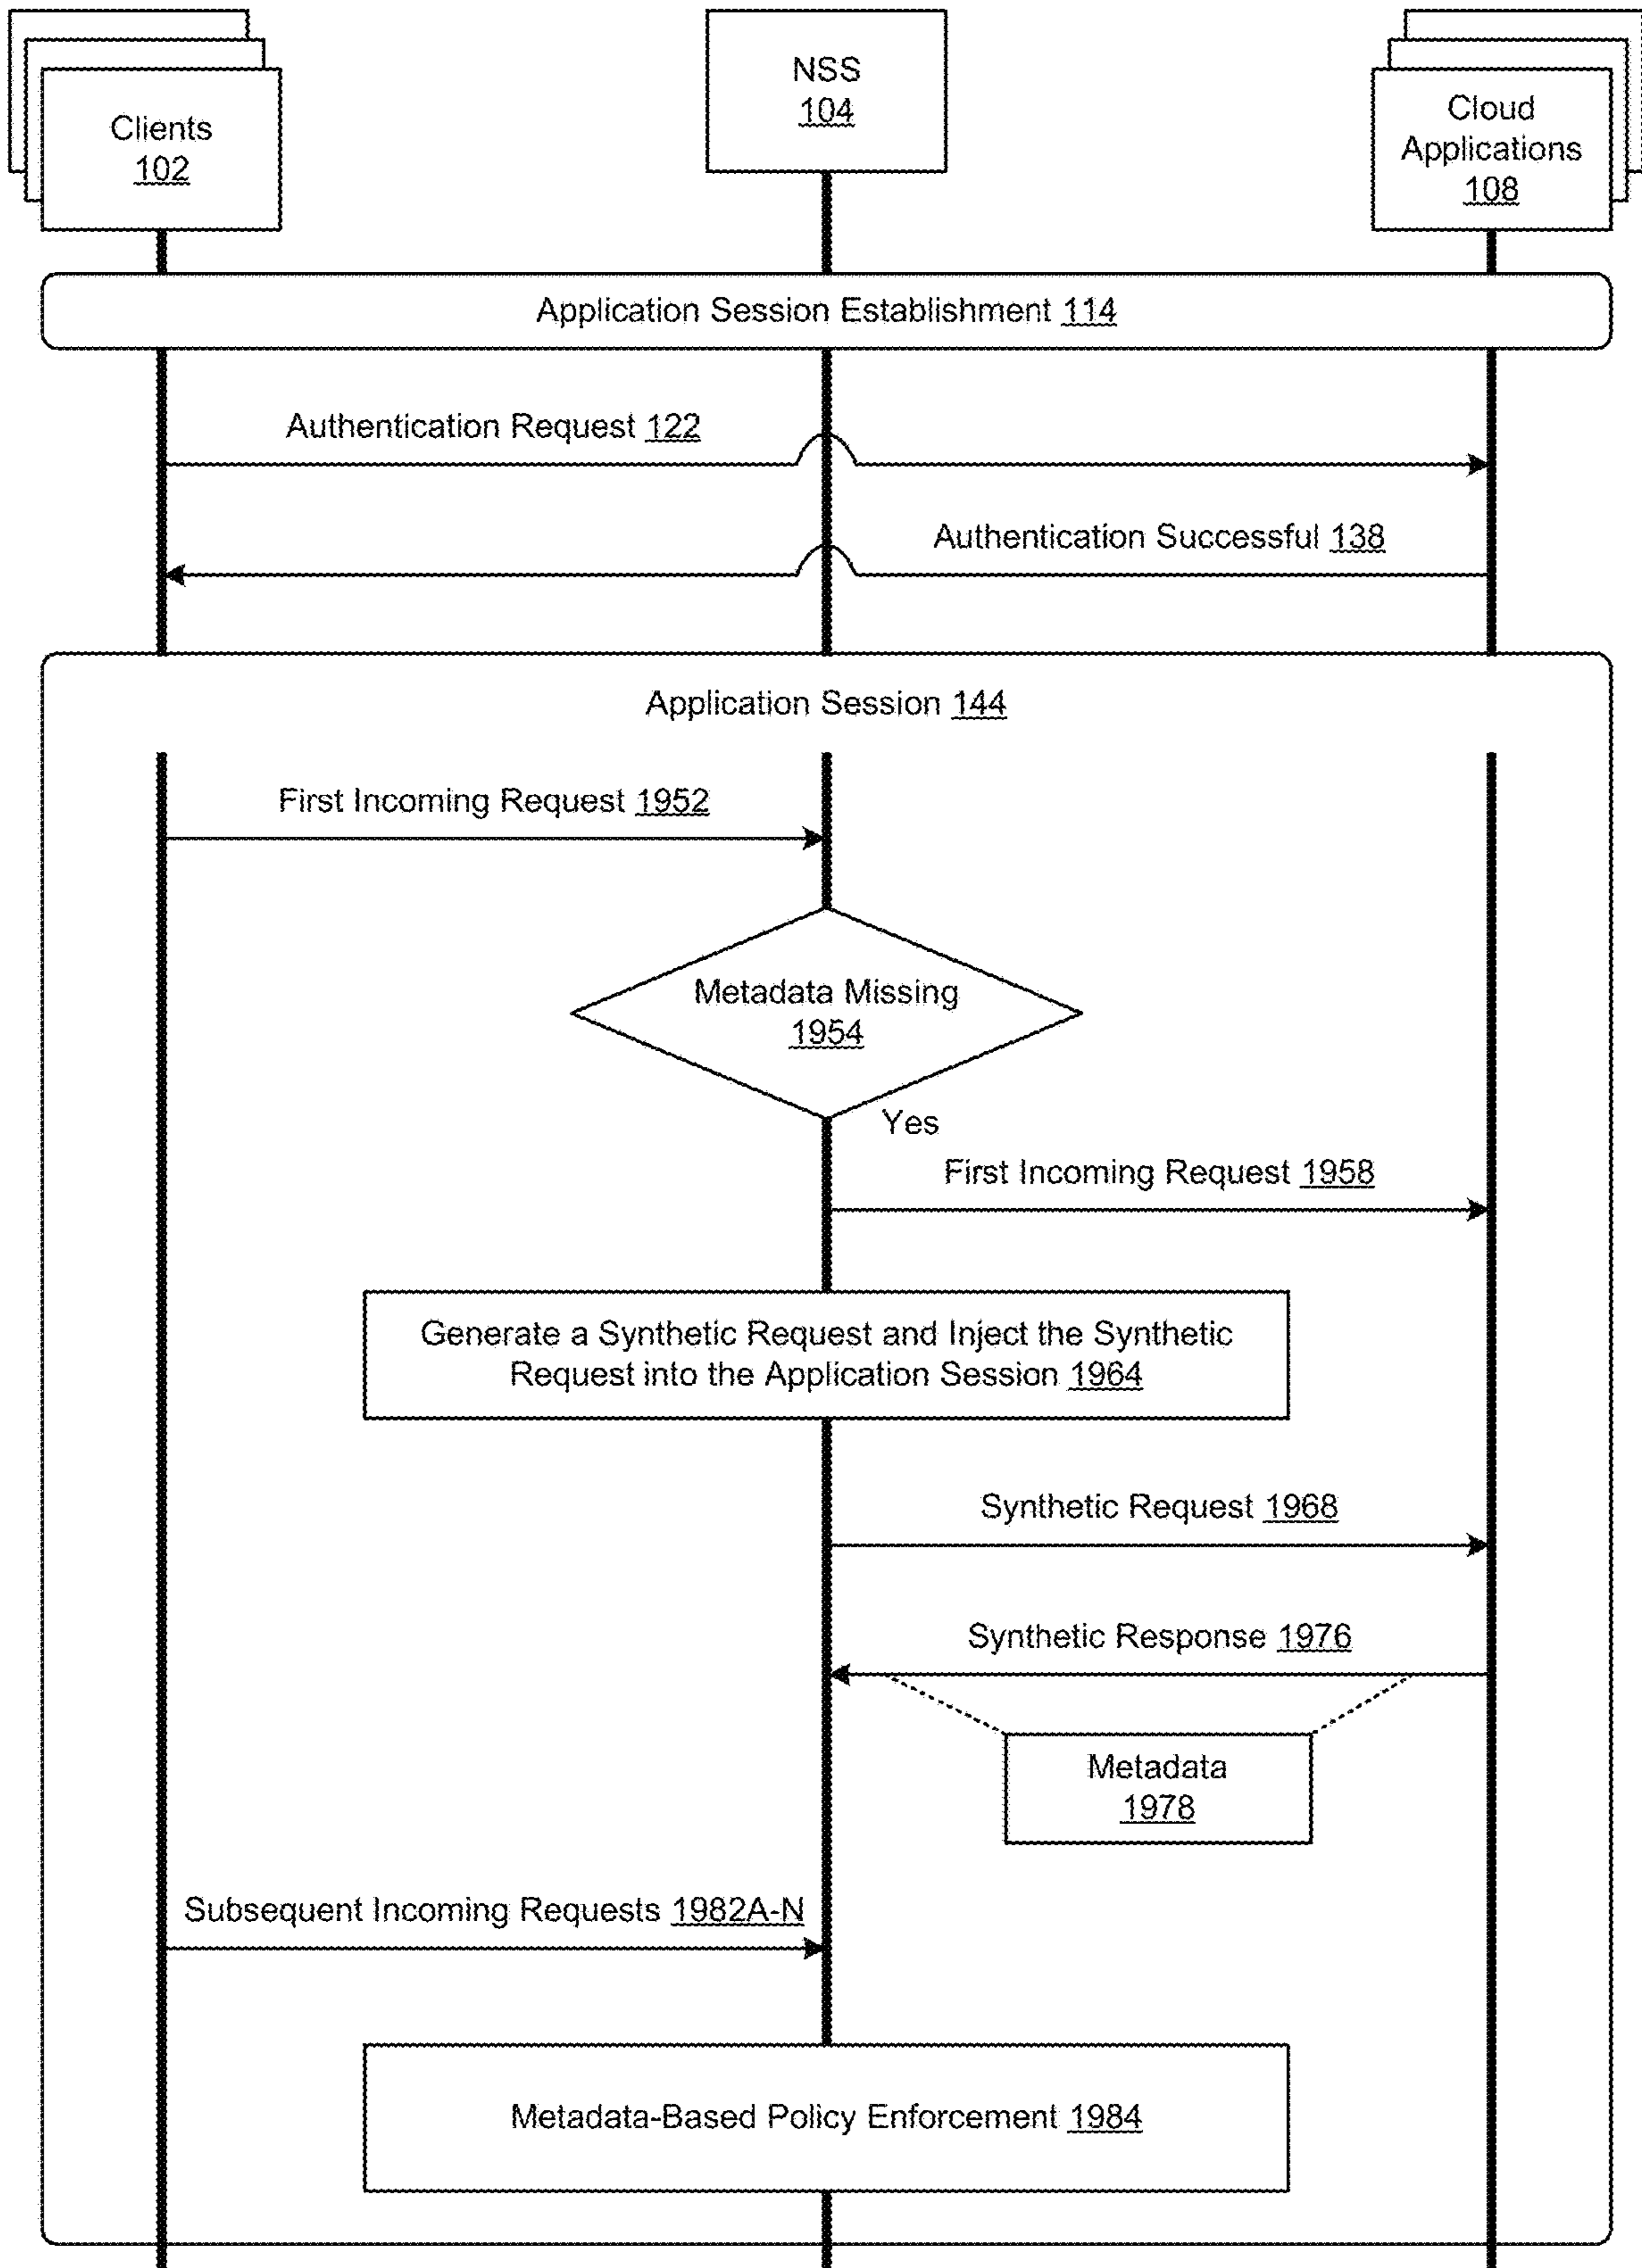 Clients
102
NSS
104
Cloud
Applications
108
Application Session Establishment 114
Authentication Request 122
Authentication Successful 138
Application Session 144
First Incoming Request 1952
Metadata Missing
1954
Yes
First Incoming Request 1958
Generate a Synthetic Request and Inject the Synthetic
Request into the Application Session 1964
Synthetic Request 1968
Synthetic Response 1976
Metadata
1978
Subsequent Incoming Requests 1982A-N
Metadata-Based Policy Enforcement 1984